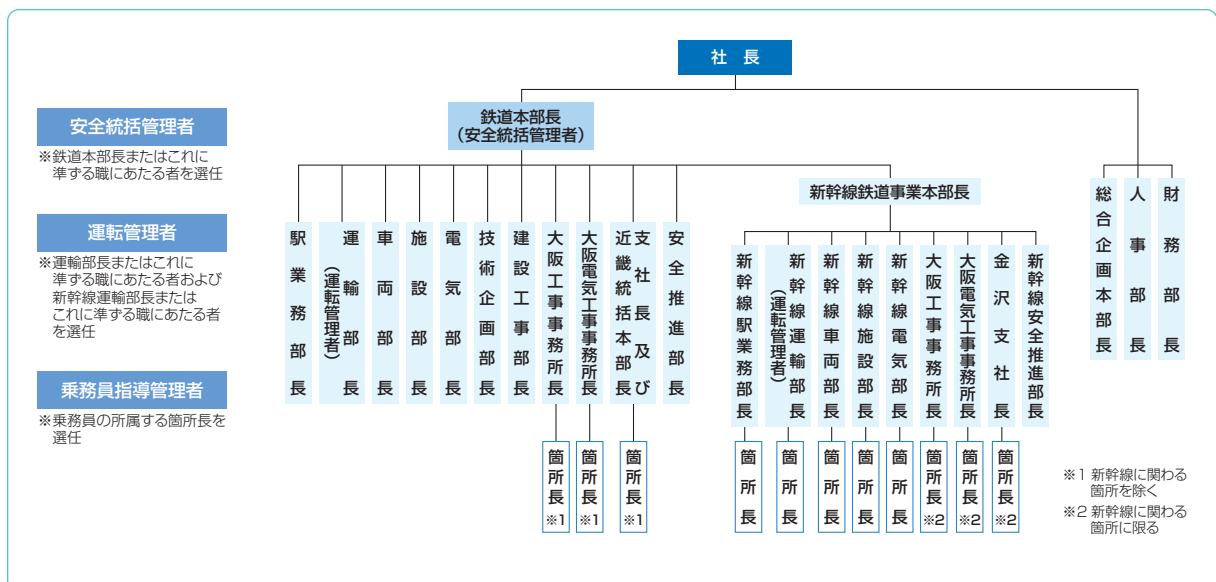 社　長
鉄道本部長
（安全統括管理者）
安全統括管理者
※鉄道本部長またはこれに
準ずる職にあたる者を選任
運転管理者
※運輸部長またはこれに
準ずる職にあたる者および
新幹線運輸部長または
これに準ずる職にあたる者
を選任
乗務員指導管理者
※乗務員の所属する箇所長を
選任
駅業務部長
運輸部長
（運転管理者）
車両部長
施設部長
電気部長
技術企画部長
建設工事部長
大阪工事事務所長
大阪電気工事事務所長
支社長及び
近畿統括本部長
安全推進部長
箇所長※1
箇所長※1
箇所長※1
新幹線鉄道事業本部長
新幹線駅業務部長
新幹線運輸部長
（運転管理者）
新幹線車両部長
新幹線施設部長
新幹線電気部長
大阪工事事務所長
大阪電気工事事務所長
金沢支社長
新幹線安全推進部長
箇所長
箇所長
箇所長
箇所長
箇所長
箇所長※2
箇所長※2
箇所長※2
総合企画本部長
人事部長
財務部長
※1 新幹線に関わる
箇所を除く
※2 新幹線に関わる
箇所に限る